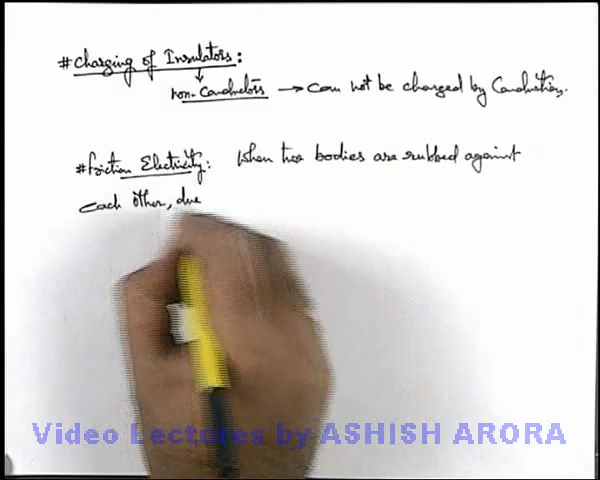 # Charging of Insulators :
non-Conductors → can not be charged by Conduction.
# Friction Electricity : When two bodies are rubbed against
each other, due
Video Lectures by ASHISH ARORA